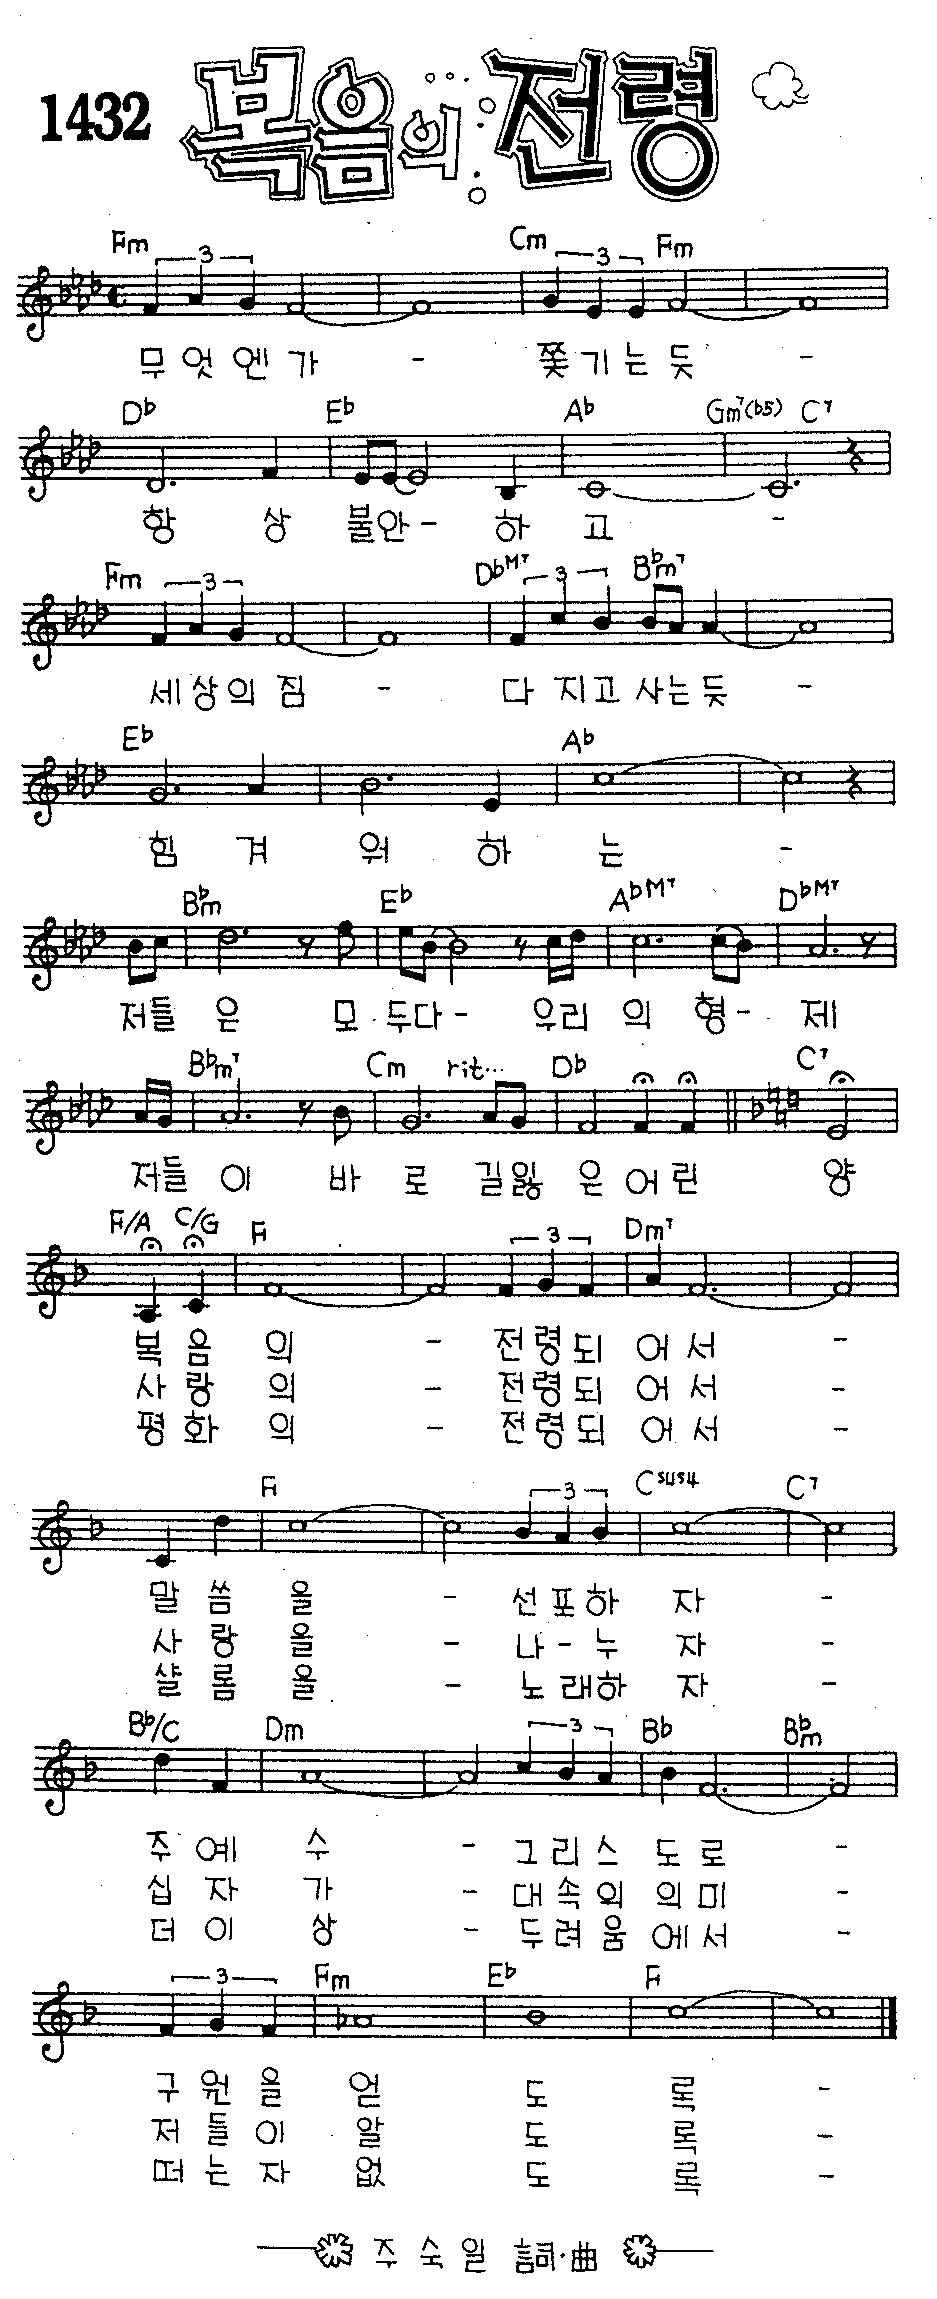 1432 복음의 전령
Fm 3 Cm 3 Fm
무엇엔가 - 쫓기는듯 -
D♭ E♭ A♭ Gm7(♭5) C7
항상불안-하고 -
Fm 3 D♭M7 3 B♭m7
세상의짐 - 다지고사는듯 -
E♭ A♭
힘겨워하는 -
B♭m E♭ A♭M7 D♭M7
저들은모두다-우리의형-제
B♭m7 Cm rit... D♭ C7
저들이바로길잃은어린양
F/A C/G F 3 Dm7
복음의 - 전령되어서 -
사랑의 - 전령되어서 -
평화의 - 전령되어서 -
F 3 Csus4 C7
말씀을 - 선포하자 -
사랑을 - 나-누자 -
샬롬을 - 노래하자 -
B♭/C Dm 3 B♭ B♭m
주예수 - 그리스도로 -
십자가 - 대속의의미 -
더이상 - 두려움에서 -
3 Fm E♭ F
구원을얻도록 -
저들이알도록 -
떠는자없도록 -
주숙일 詞·曲